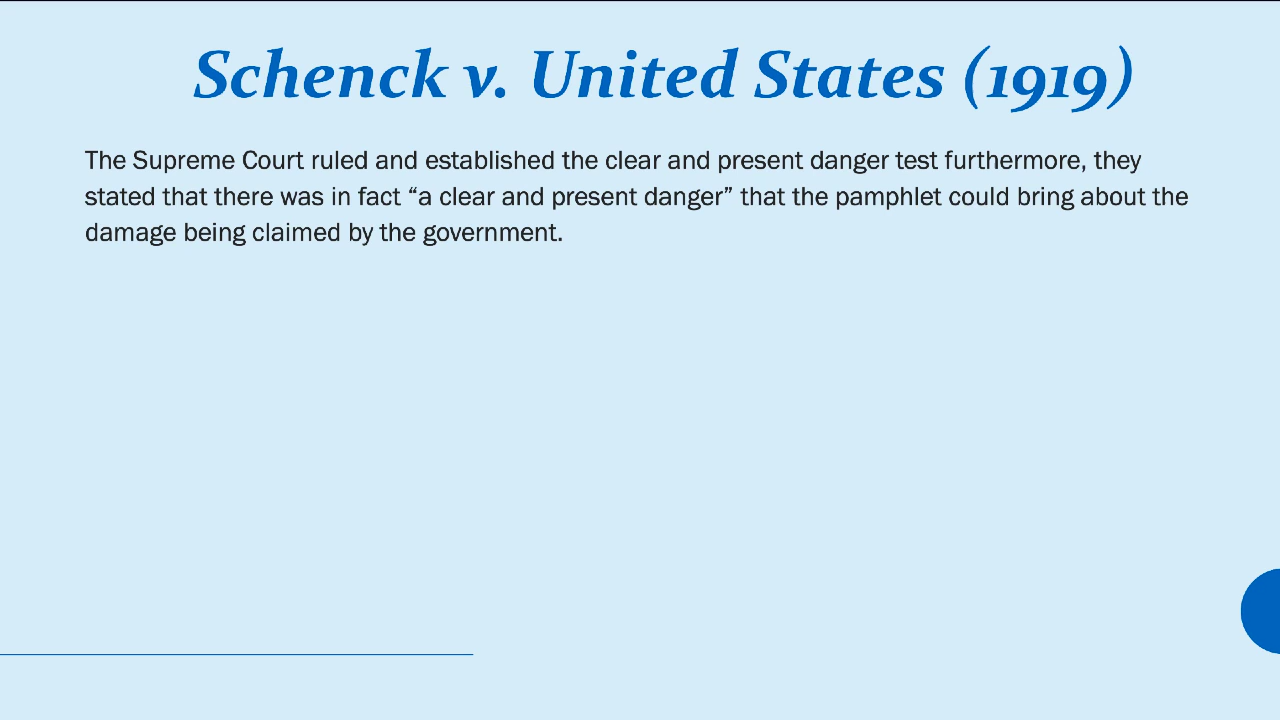 Schenck v. United States (1919)
The Supreme Court ruled and established the clear and present danger test furthermore, they
stated that there was in fact “a clear and present danger” that the pamphlet could bring about the
damage being claimed by the government.